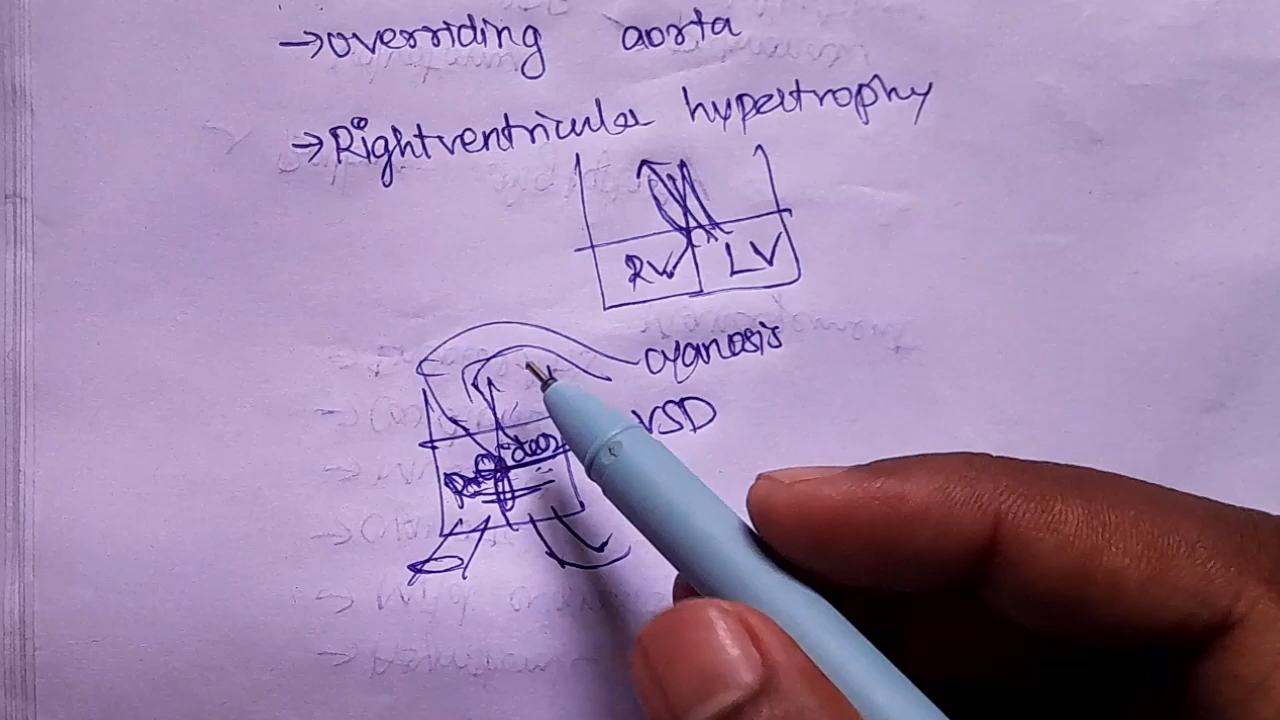 →overriding aorta
→Rightventricular hypertrophy
RV LV
cyanosis
VSD